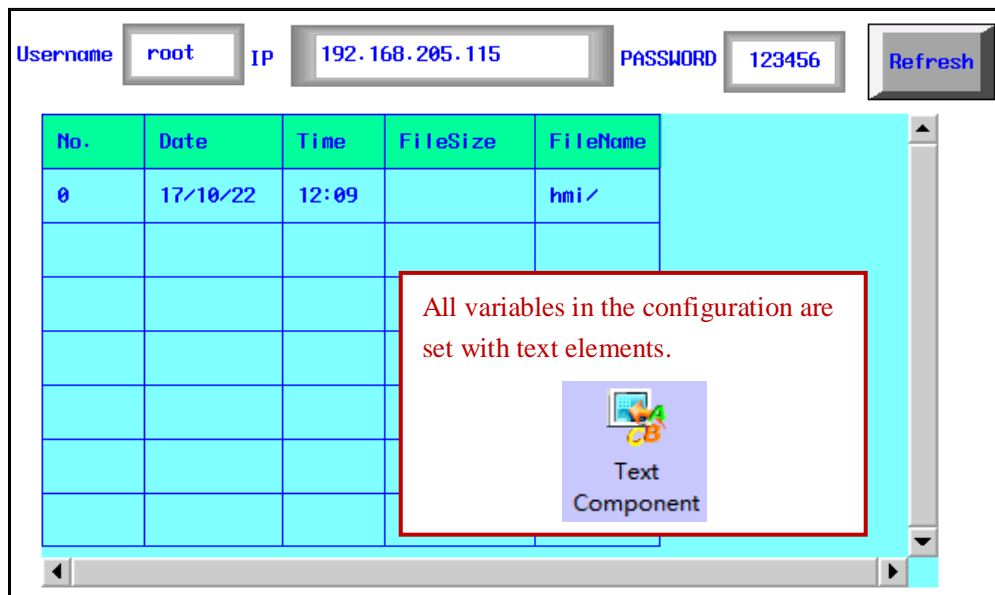 Username root IP 192.168.205.115 PASSWORD 123456 Refresh
No. Date Time FileSize FileName
0 17/10/22 12:09 hmi/
All variables in the configuration are
set with text elements.
Text
Component